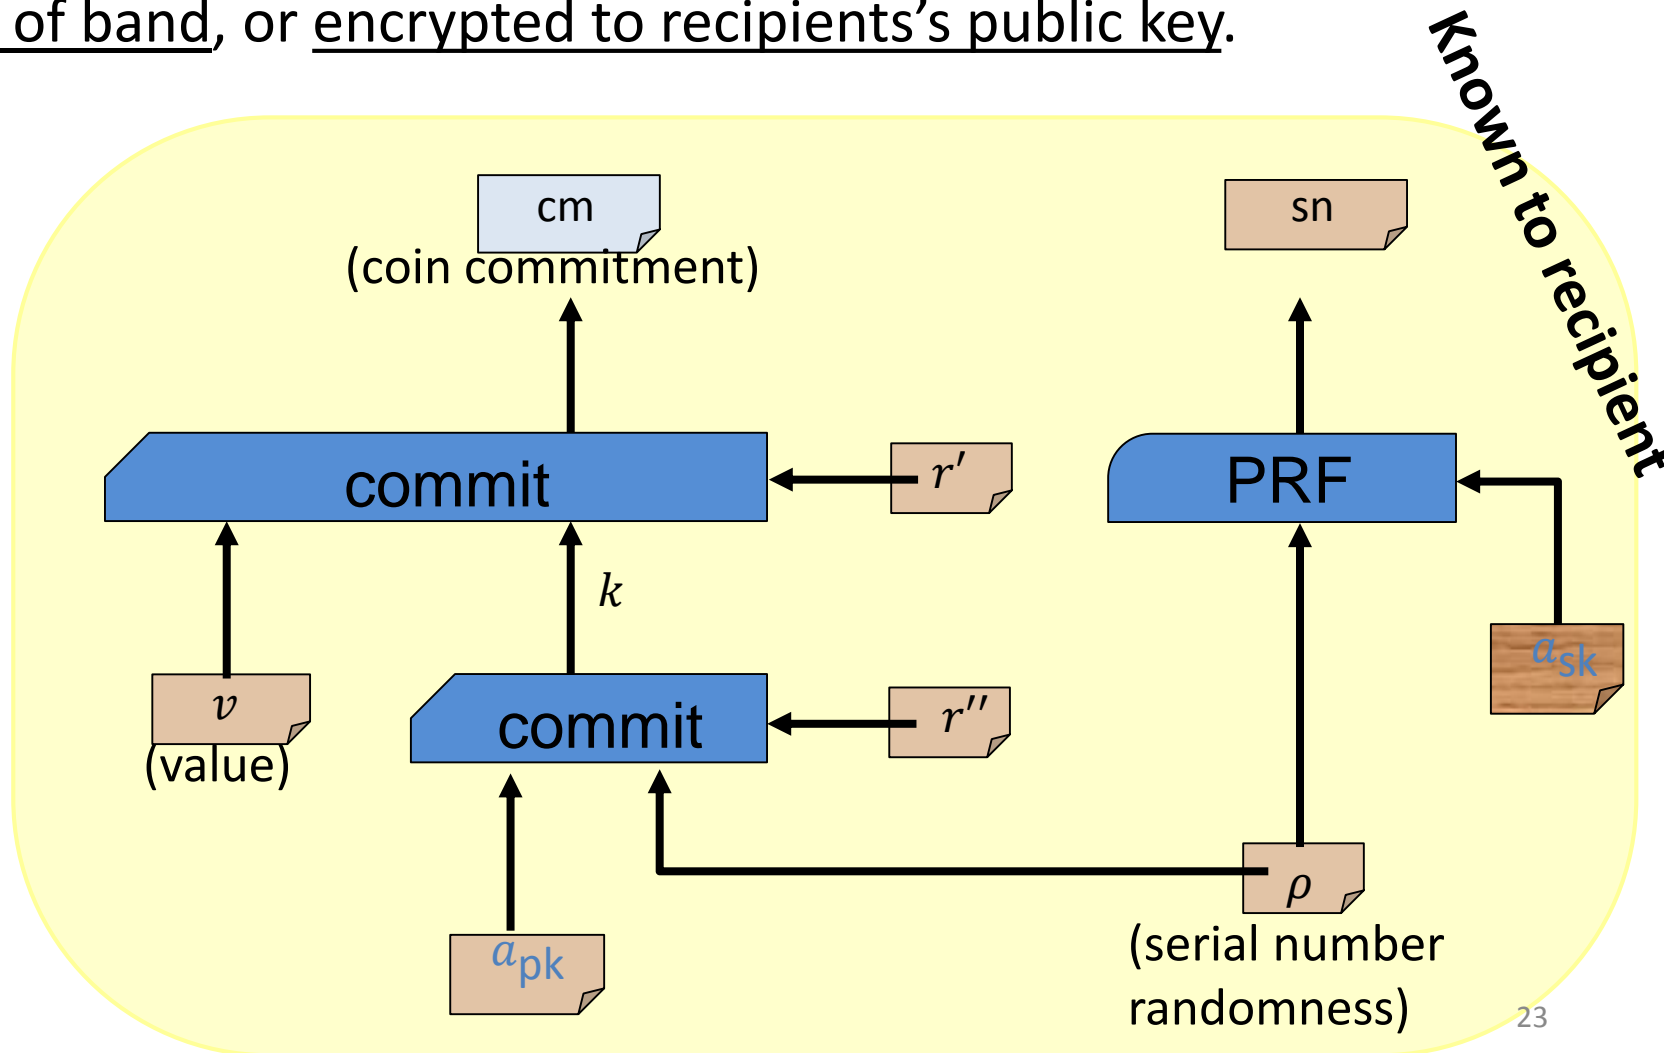 of band, or encrypted to recipients's public key.
Known to recipient
cm
(coin commitment)
sn
commit
r′
PRF
k
v
(value)
commit
r′′
a_sk
a_pk
ρ
(serial number
randomness)
23